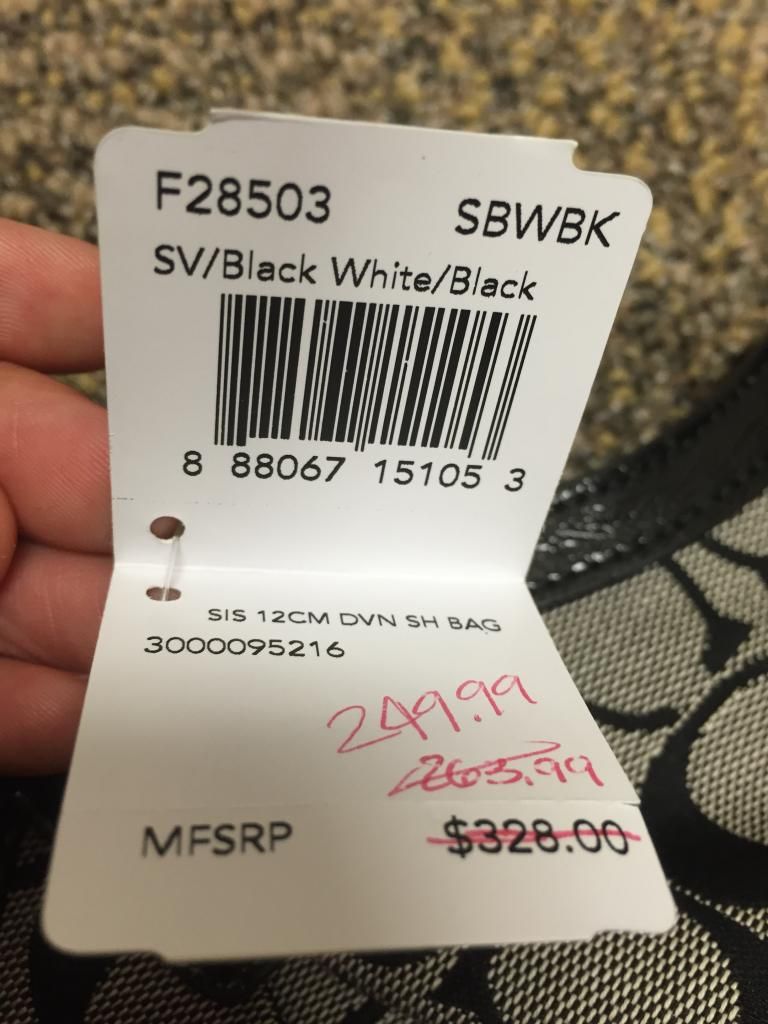 F28503 SBWBK
SV/Black White/Black
8 88067 15105 3
SIS 12CM DVN SH BAG
3000095216
249.99
263.99
MFSRP $328.00